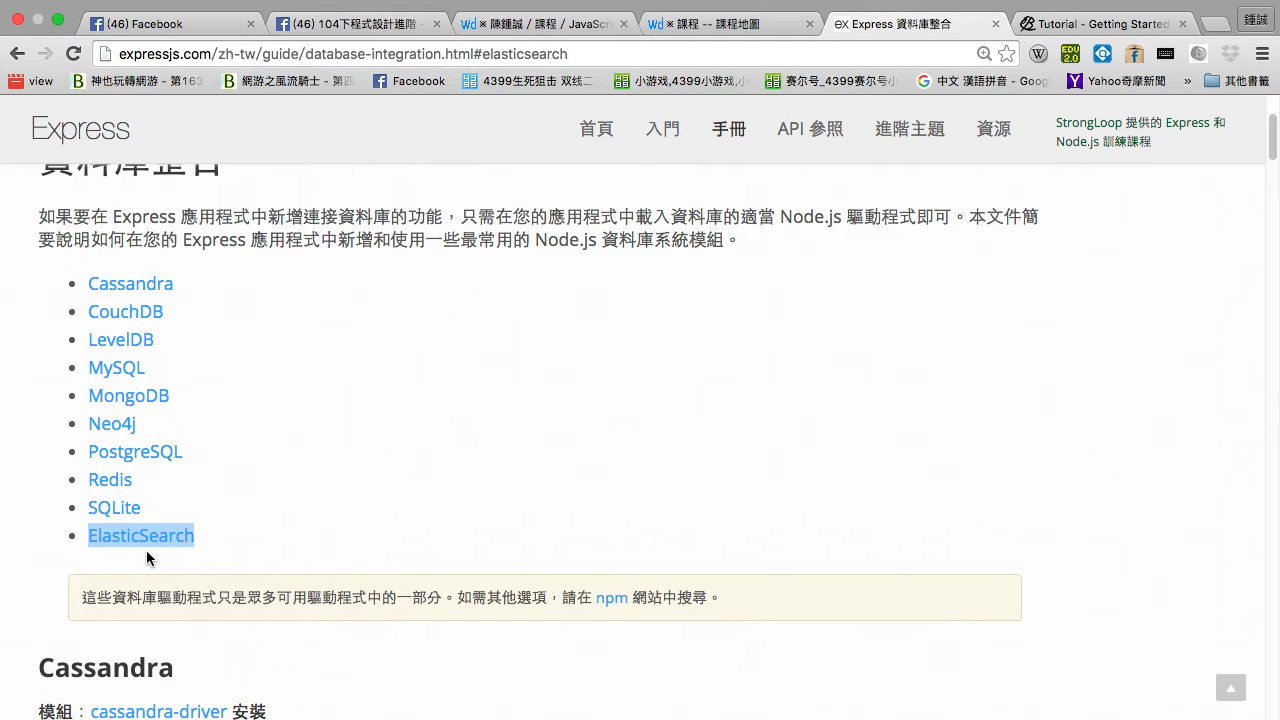 (46) Facebook
(46) 104下程式設計進階
※ 陳鍾誠 / 課程 / JavaScri
※ 課程 -- 課程地圖
Express 資料庫整合
Tutorial - Getting Started
鍾誠
expressjs.com/zh-tw/guide/database-integration.html#elasticsearch
view
神也玩轉網游 - 第163
網游之風流騎士 - 第四
Facebook
4399生死狙击 双线二
小游戏,4399小游戏,小
赛尔号_4399赛尔号小
中文 漢語拼音 - Goog
Yahoo奇摩新聞
»
其他書籤
Express
首頁
入門
手冊
API 參照
進階主題
資源
StrongLoop 提供的 Express 和
Node.js 訓練課程
資料庫整合
如果要在 Express 應用程式中新增連接資料庫的功能，只需在您的應用程式中載入資料庫的適當 Node.js 驅動程式即可。本文件簡
要說明如何在您的 Express 應用程式中新增和使用一些最常用的 Node.js 資料庫系統模組。
Cassandra
CouchDB
LevelDB
MySQL
MongoDB
Neo4j
PostgreSQL
Redis
SQLite
ElasticSearch
這些資料庫驅動程式只是眾多可用驅動程式中的一部分。如需其他選項，請在 npm 網站中搜尋。
Cassandra
模組：cassandra-driver 安裝